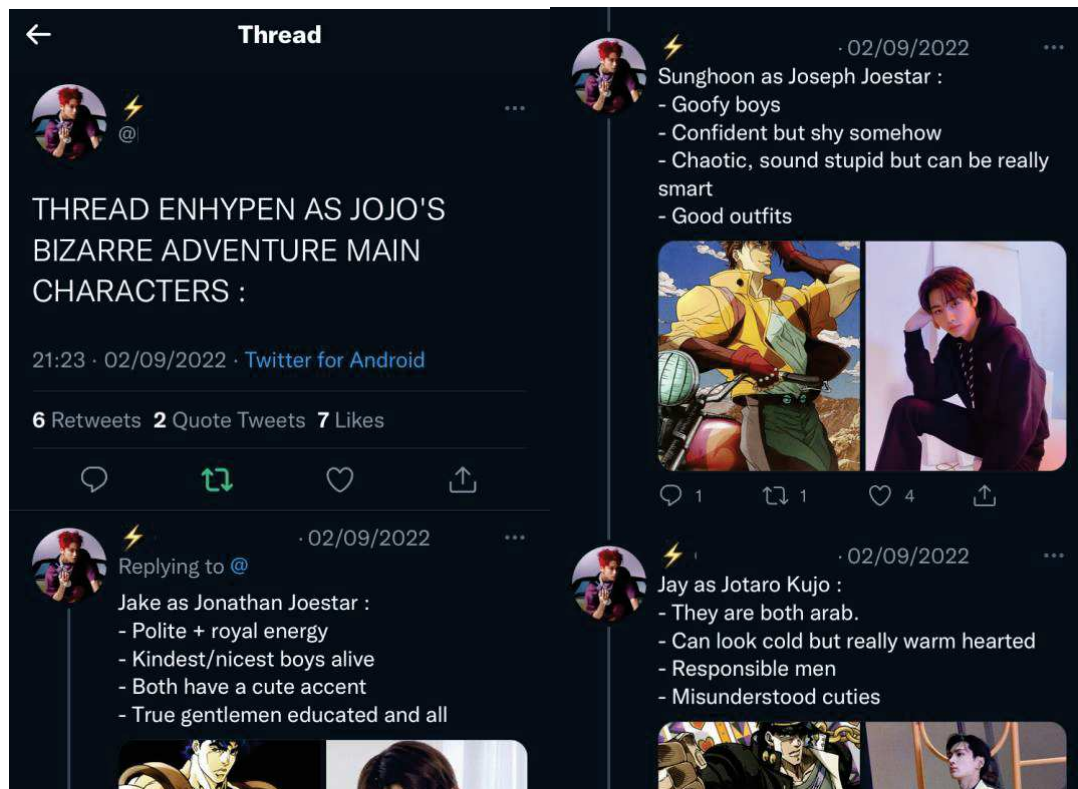 Thread
@
THREAD ENHYPEN AS JOJO'S
BIZARRE ADVENTURE MAIN
CHARACTERS :
21:23 · 02/09/2022 · Twitter for Android
6 Retweets 2 Quote Tweets 7 Likes
· 02/09/2022
Replying to @
Jake as Jonathan Joestar :
- Polite + royal energy
- Kindest/nicest boys alive
- Both have a cute accent
- True gentlemen educated and all
· 02/09/2022
Sunghoon as Joseph Joestar :
- Goofy boys
- Confident but shy somehow
- Chaotic, sound stupid but can be really
smart
- Good outfits
1 1 4
· 02/09/2022
Jay as Jotaro Kujo :
- They are both arab.
- Can look cold but really warm hearted
- Responsible men
- Misunderstood cuties